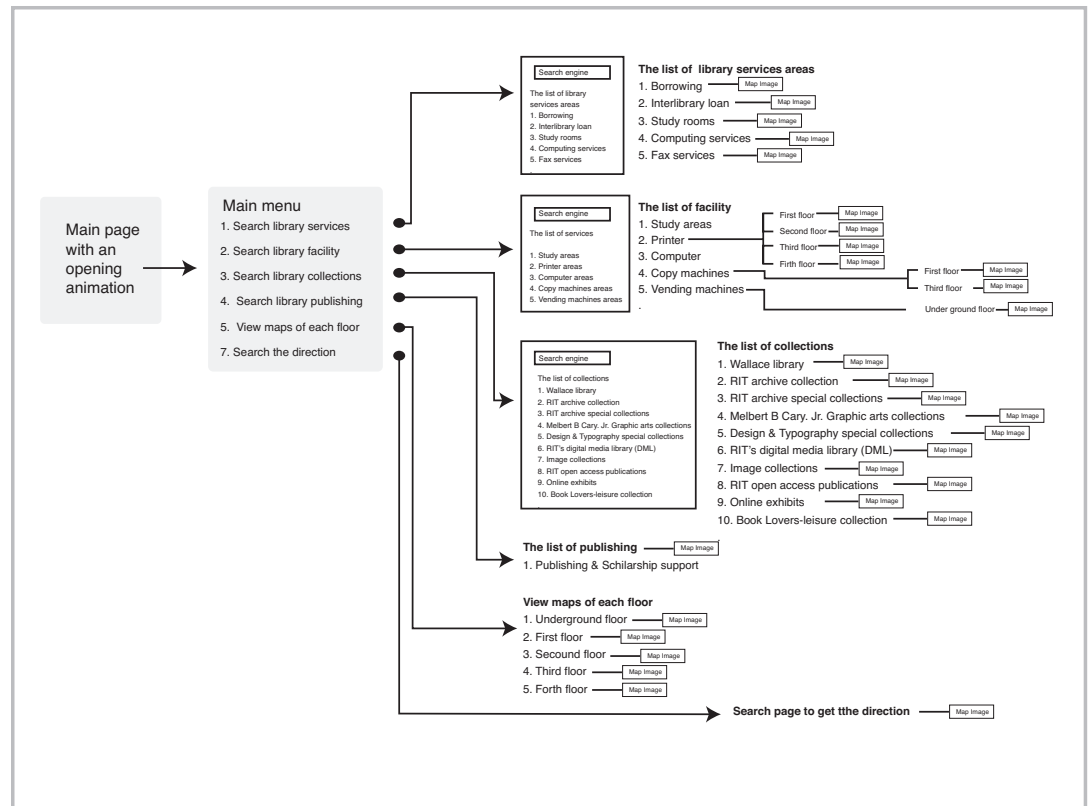 Main page
with an
opening
animation
Main menu
1. Search library services
2. Search library facility
3. Search library collections
4. Search library publishing
5. View maps of each floor
7. Search the direction
Search engine
The list of library
services areas
1. Borrowing
2. Interlibrary loan
3. Study rooms
4. Computing services
5. Fax services
.
The list of library services areas
1. Borrowing Map Image
2. Interlibrary loan Map Image
3. Study rooms Map Image
4. Computing services Map Image
5. Fax services Map Image
Search engine
The list of services
1. Study areas
2. Printer areas
3. Computer areas
4. Copy machines areas
5. Vending machines areas
The list of facility
1. Study areas
2. Printer
3. Computer
4. Copy machines
5. Vending machines
.
First floor Map Image
Second floor Map Image
Third floor Map Image
Firth floor Map Image
First floor Map Image
Third floor Map Image
Under ground floor Map Image
Search engine
The list of collections
1. Wallace library
2. RIT archive collection
3. RIT archive special collections
4. Melbert B Cary. Jr. Graphic arts collections
5. Design & Typography special collections
6. RIT's digital media library (DML)
7. Image collections
8. RIT open access publications
9. Online exhibits
10. Book Lovers-leisure collection
.
The list of collections
1. Wallace library Map Image
2. RIT archive collection Map Image
3. RIT archive special collections Map Image
4. Melbert B Cary. Jr. Graphic arts collections Map Image
5. Design & Typography special collections Map Image
6. RIT's digital media library (DML) Map Image
7. Image collections Map Image
8. RIT open access publications Map Image
9. Online exhibits Map Image
10. Book Lovers-leisure collection Map Image
The list of publishing Map Image
1. Publishing & Schilarship support
View maps of each floor
1. Underground floor Map Image
2. First floor Map Image
3. Secound floor Map Image
4. Third floor Map Image
5. Forth floor Map Image
Search page to get tthe direction Map Image